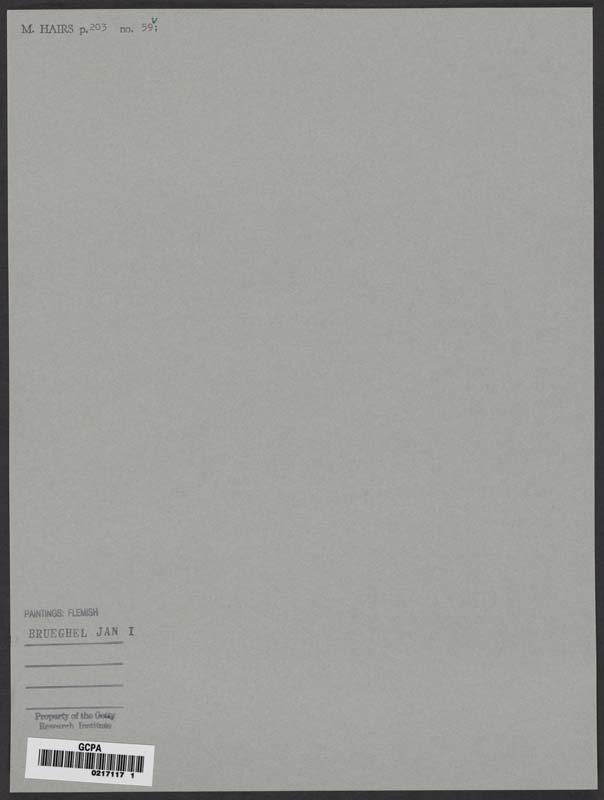 M. HAIRS p.203 no. 59;
PAINTINGS: FLEMISH
BRUEGHEL JAN I
Property of the Getty
Research Institute
GCPA
0217117 1